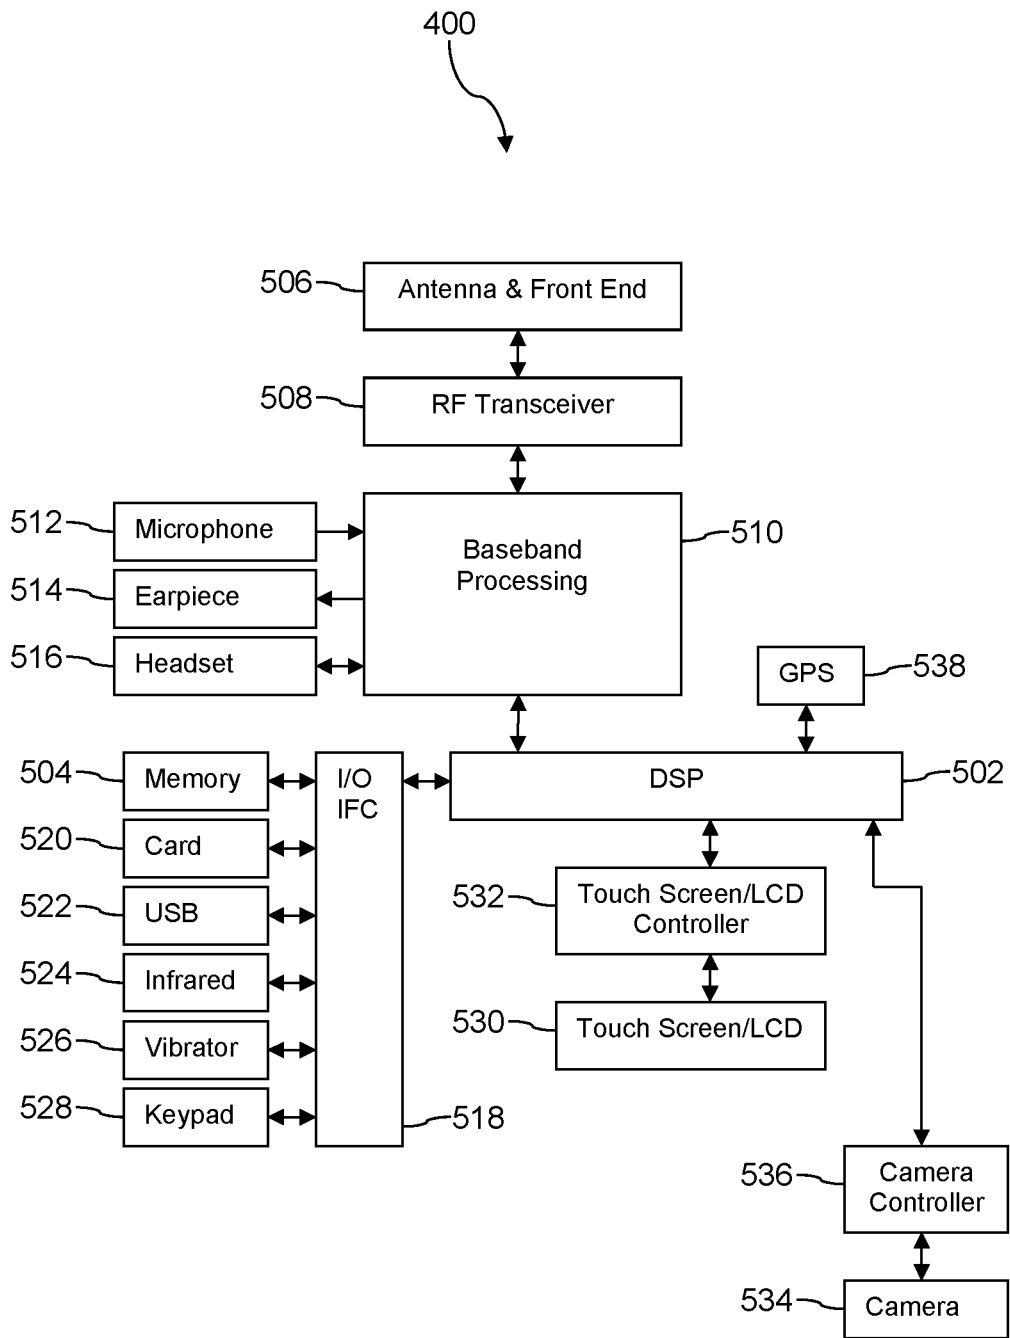 400
506
Antenna & Front End
508
RF Transceiver
512
Microphone
510
Baseband
Processing
514
Earpiece
516
Headset
538
GPS
504
Memory
I/O
IFC
DSP
502
520
Card
522
USB
532
Touch Screen/LCD
Controller
524
Infrared
530
Touch Screen/LCD
526
Vibrator
528
Keypad
518
536
Camera
Controller
534
Camera